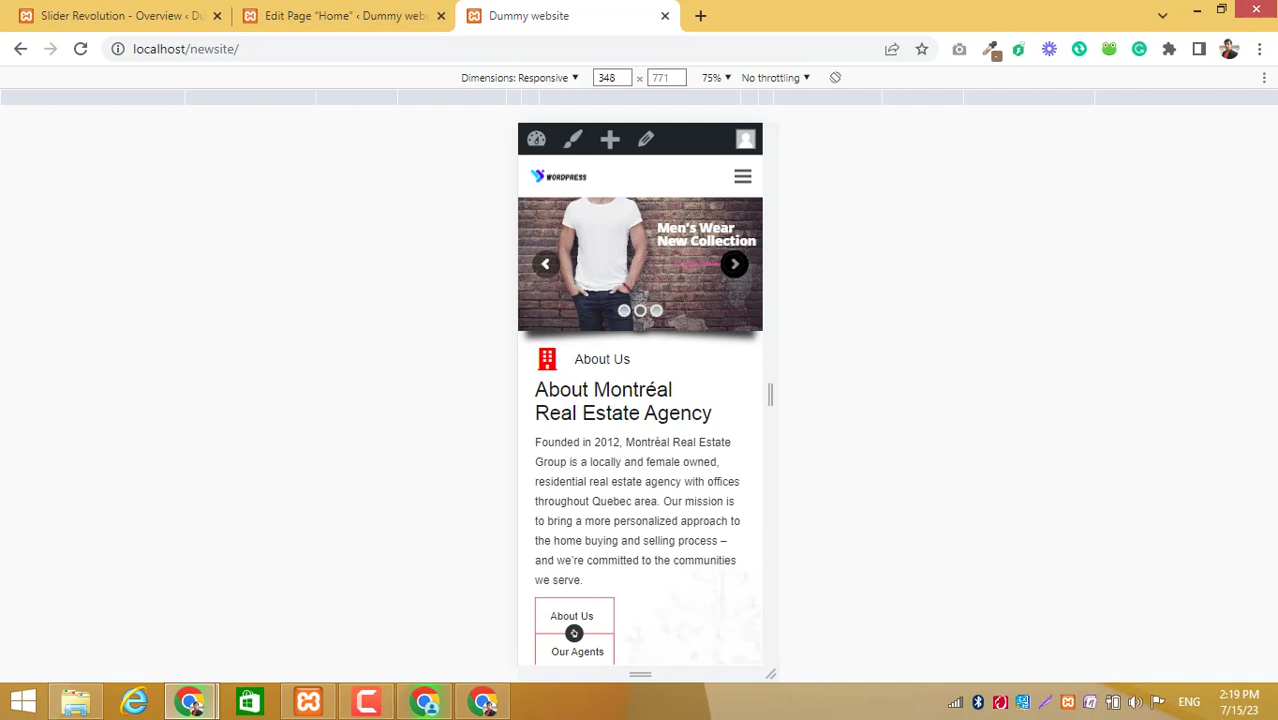 Slider Revolution - Overview ‹ Du
Edit Page “Home” ‹ Dummy webs
Dummy website
localhost/newsite/
Dimensions: Responsive
348 × 771
75%
No throttling
WORDPRESS
Men's Wear
New Collection
About Us
About Montréal
Real Estate Agency
Founded in 2012, Montréal Real Estate
Group is a locally and female owned,
residential real estate agency with offices
throughout Quebec area. Our mission is
to bring a more personalized approach to
the home buying and selling process –
and we’re committed to the communities
we serve.
About Us
Our Agents
ENG
2:19 PM
7/15/23